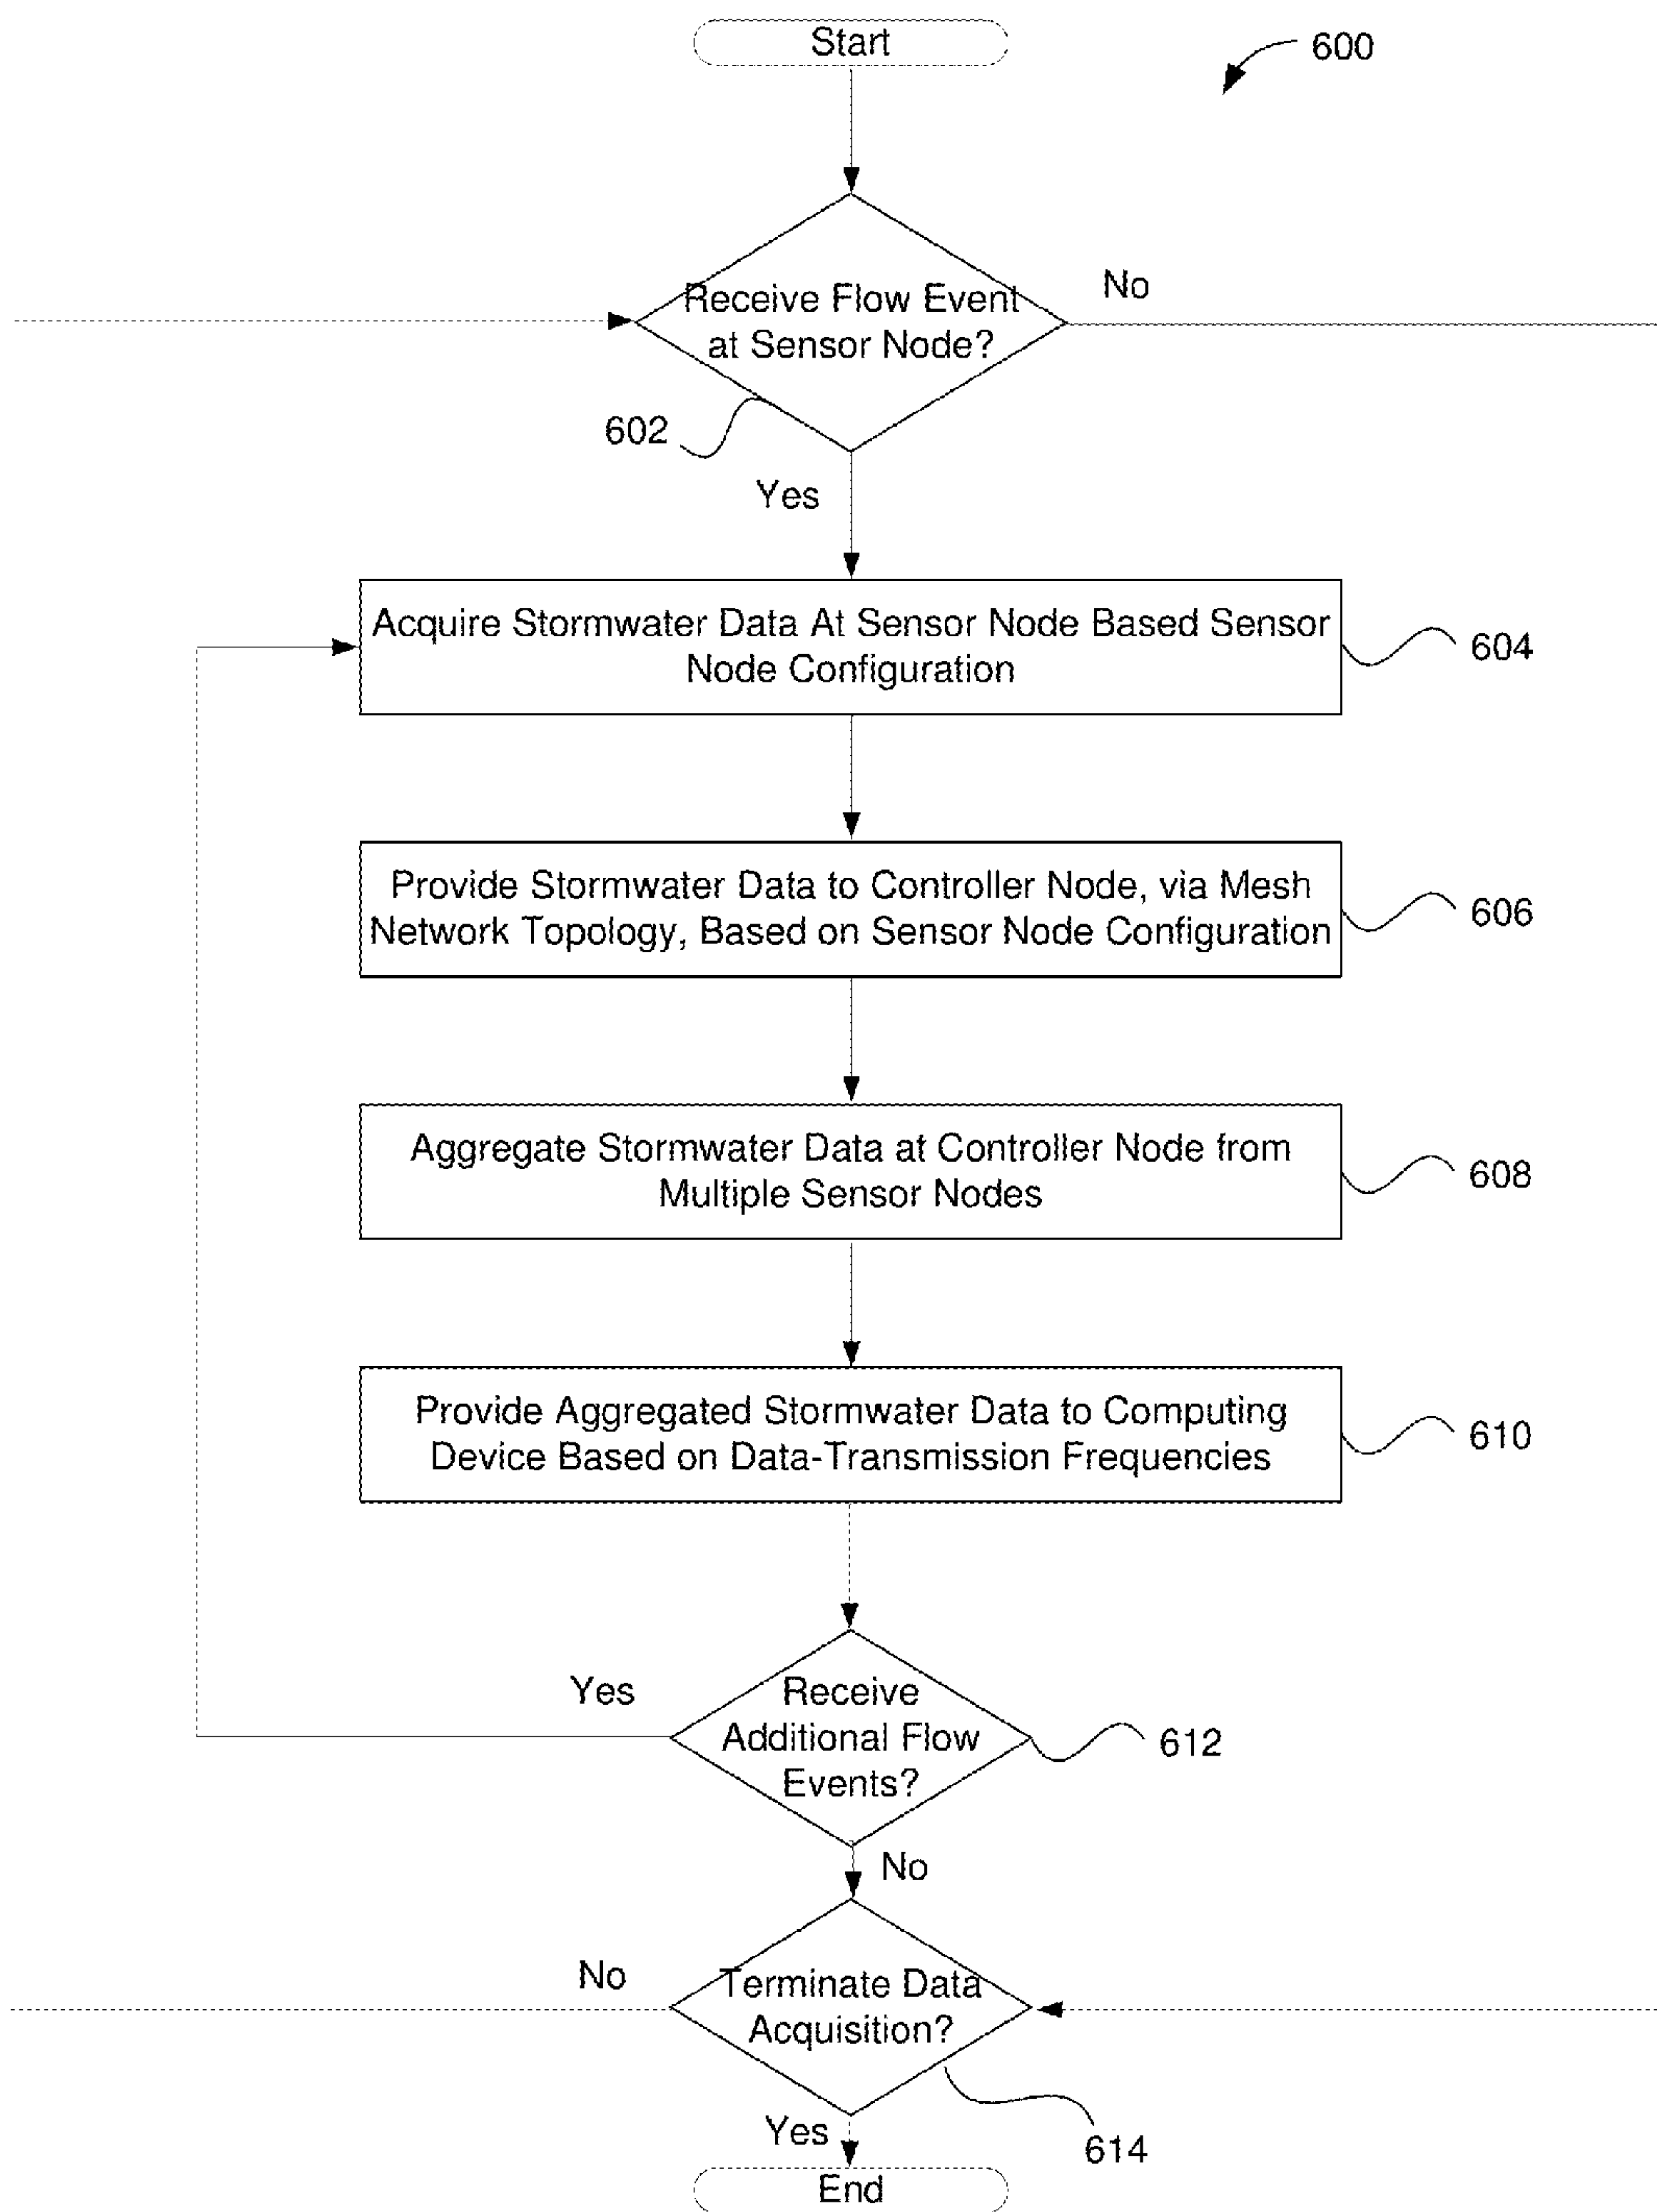 Start
600
Receive Flow Event
at Sensor Node?
No
602
Yes
Acquire Stormwater Data At Sensor Node Based Sensor
Node Configuration
604
Provide Stormwater Data to Controller Node, via Mesh
Network Topology, Based on Sensor Node Configuration
606
Aggregate Stormwater Data at Controller Node from
Multiple Sensor Nodes
608
Provide Aggregated Stormwater Data to Computing
Device Based on Data-Transmission Frequencies
610
Yes
Receive
Additional Flow
Events?
612
No
No
Terminate Data
Acquisition?
Yes
614
End